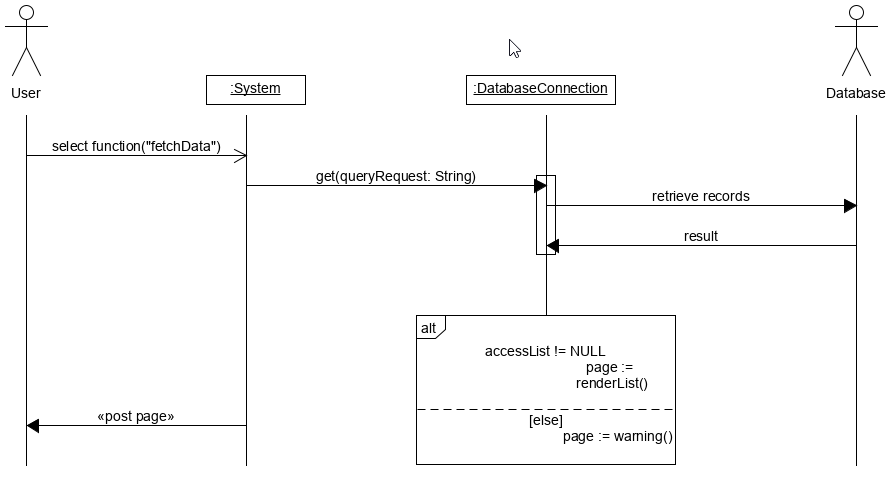 User
:System
:DatabaseConnection
Database
select function("fetchData")
get(queryRequest: String)
retrieve records
result
alt
accessList != NULL
page :=
renderList()
[else]
page := warning()
«post page»